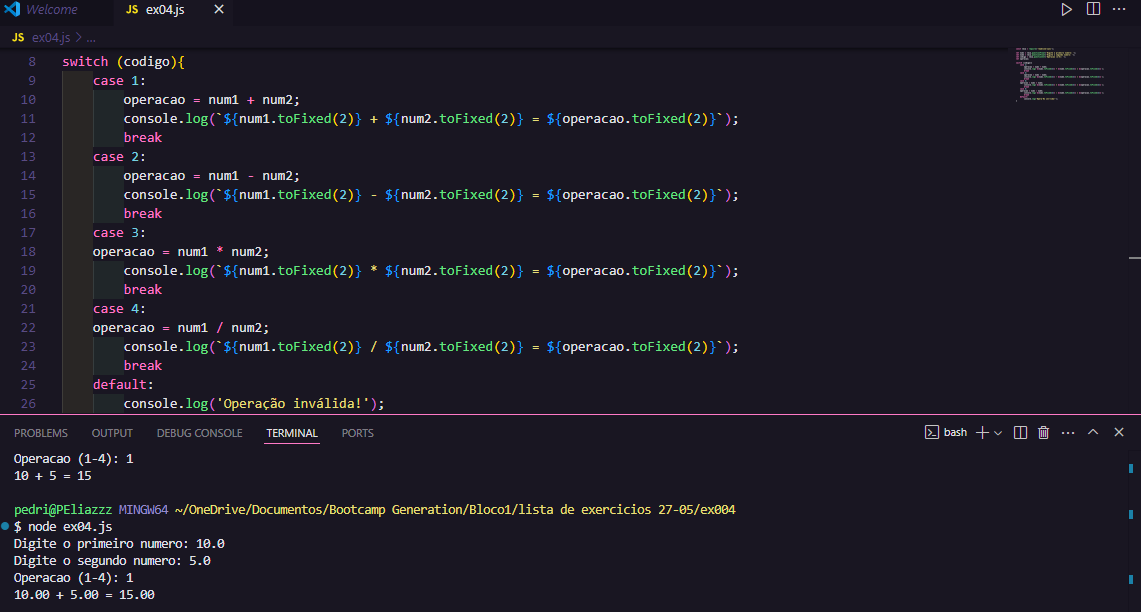 Welcome JS ex04.js
JS ex04.js > ...
8 switch (codigo){
9 case 1:
10 operacao = num1 + num2;
11 console.log(`${num1.toFixed(2)} + ${num2.toFixed(2)} = ${operacao.toFixed(2)}`);
12 break
13 case 2:
14 operacao = num1 - num2;
15 console.log(`${num1.toFixed(2)} - ${num2.toFixed(2)} = ${operacao.toFixed(2)}`);
16 break
17 case 3:
18 operacao = num1 * num2;
19 console.log(`${num1.toFixed(2)} * ${num2.toFixed(2)} = ${operacao.toFixed(2)}`);
20 break
21 case 4:
22 operacao = num1 / num2;
23 console.log(`${num1.toFixed(2)} / ${num2.toFixed(2)} = ${operacao.toFixed(2)}`);
24 break
25 default:
26 console.log('Operação inválida!');
PROBLEMS OUTPUT DEBUG CONSOLE TERMINAL PORTS bash
Operacao (1-4): 1
10 + 5 = 15
pedri@PEliazzz MINGW64 ~/OneDrive/Documentos/Bootcamp Generation/Bloco1/lista de exercicios 27-05/ex004
$ node ex04.js
Digite o primeiro numero: 10.0
Digite o segundo numero: 5.0
Operacao (1-4): 1
10.00 + 5.00 = 15.00